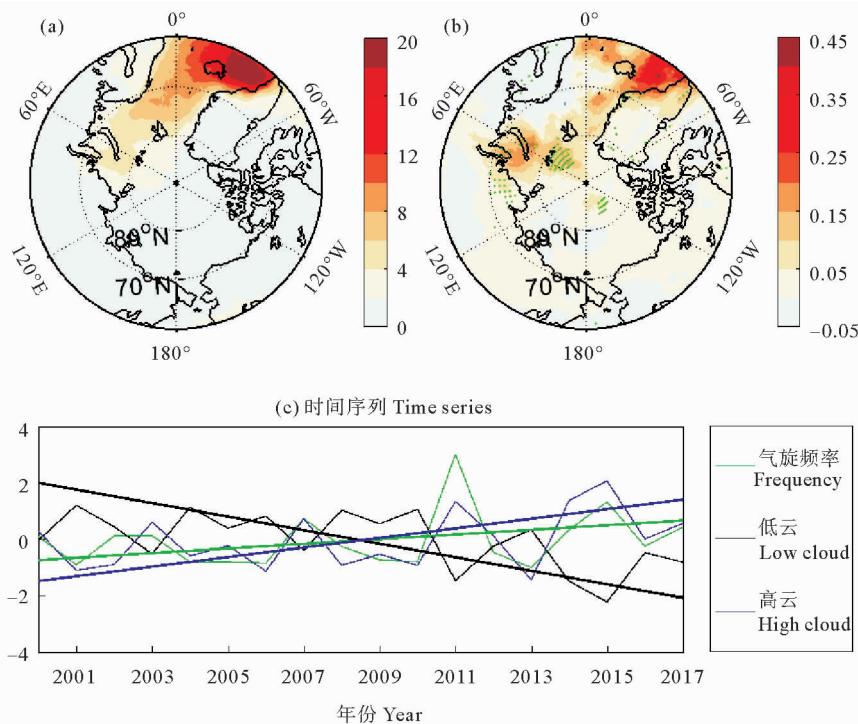 (a)
0°
60°E
60°W
120°E
120°W
180°
80°N
70°N
20
16
12
8
4
0
(b)
0°
60°E
60°W
120°E
120°W
180°
80°N
70°N
0.45
0.35
0.25
0.15
0.05
−0.05
(c) 时间序列 Time series
4
2
0
−2
−4
2001 2003 2005 2007 2009 2011 2013 2015 2017
年份 Year
气旋频率
Frequency
低云
Low cloud
高云
High cloud